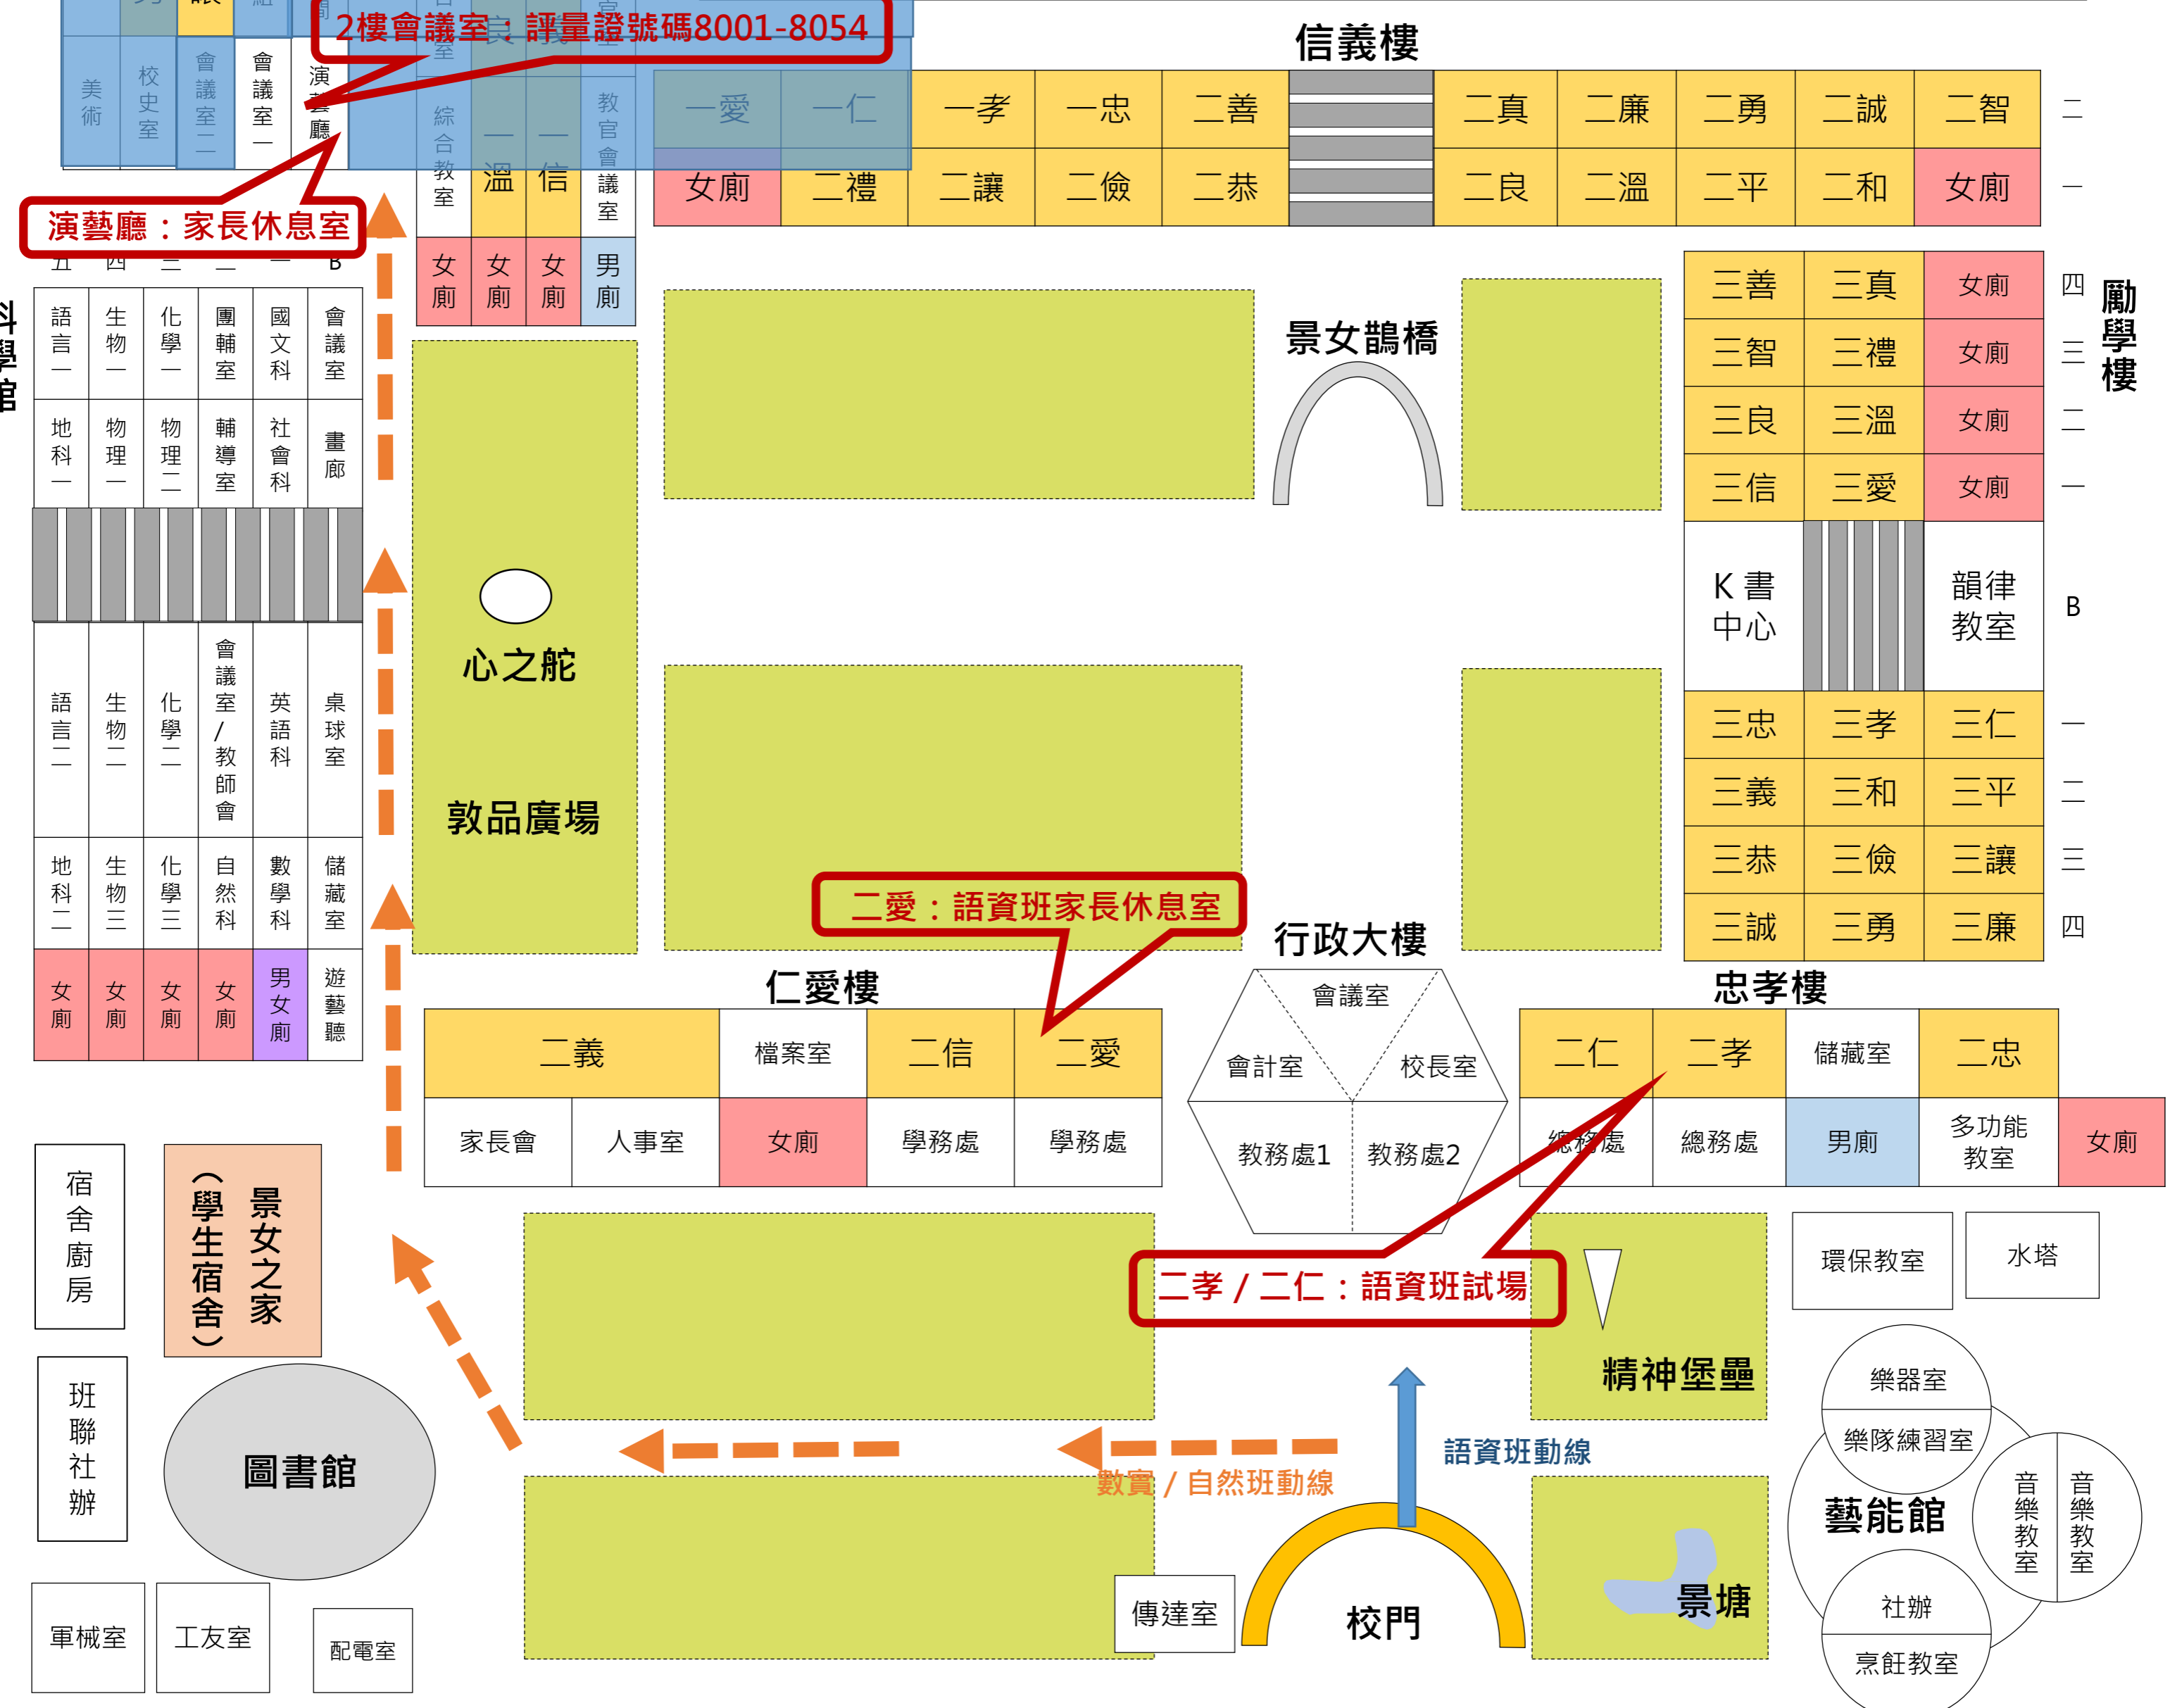 2樓會議室：評量證號碼8001-8054
信義樓
美術
校史室
會議室二
會議室一
演藝廳
綜合教室
良
義
一溫
一信
教官會議室
一愛
一仁
一孝
一忠
二善
二真
二廉
二勇
二誠
二智
二
女廁
二禮
二讓
二儉
二恭
二良
二溫
二平
二和
女廁
一
演藝廳：家長休息室
女廁
女廁
女廁
男廁
五
四
三
二
一
B
科學館
語言一
生物一
化學一
團輔室
國文科
會議室
地科一
物理一
物理二
輔導室
社會科
畫廊
語言二
生物二
化學二
會議室/教師會
英語科
桌球室
地科二
生物三
化學三
自然科
數學科
儲藏室
女廁
女廁
女廁
女廁
男女廁
遊藝聽
景女鵲橋
心之舵
敦品廣場
勵學樓
三善
三真
女廁
四
三智
三禮
女廁
三
三良
三溫
女廁
二
三信
三愛
女廁
一
K 書
中心
韻律
教室
B
三忠
三孝
三仁
一
三義
三和
三平
二
三恭
三儉
三讓
三
三誠
三勇
三廉
四
二愛：語資班家長休息室
仁愛樓
行政大樓
忠孝樓
二義
檔案室
二信
二愛
家長會
人事室
女廁
學務處
學務處
會議室
會計室
校長室
教務處1
教務處2
二仁
二孝
儲藏室
二忠
總務處
總務處
男廁
多功能
教室
女廁
二孝 / 二仁：語資班試場
宿舍廚房
景女之家
（學生宿舍）
班聯社辦
圖書館
軍械室
工友室
配電室
數實 / 自然班動線
語資班動線
傳達室
校門
精神堡壘
景塘
環保教室
水塔
樂器室
樂隊練習室
藝能館
音樂教室
音樂教室
社辦
烹飪教室